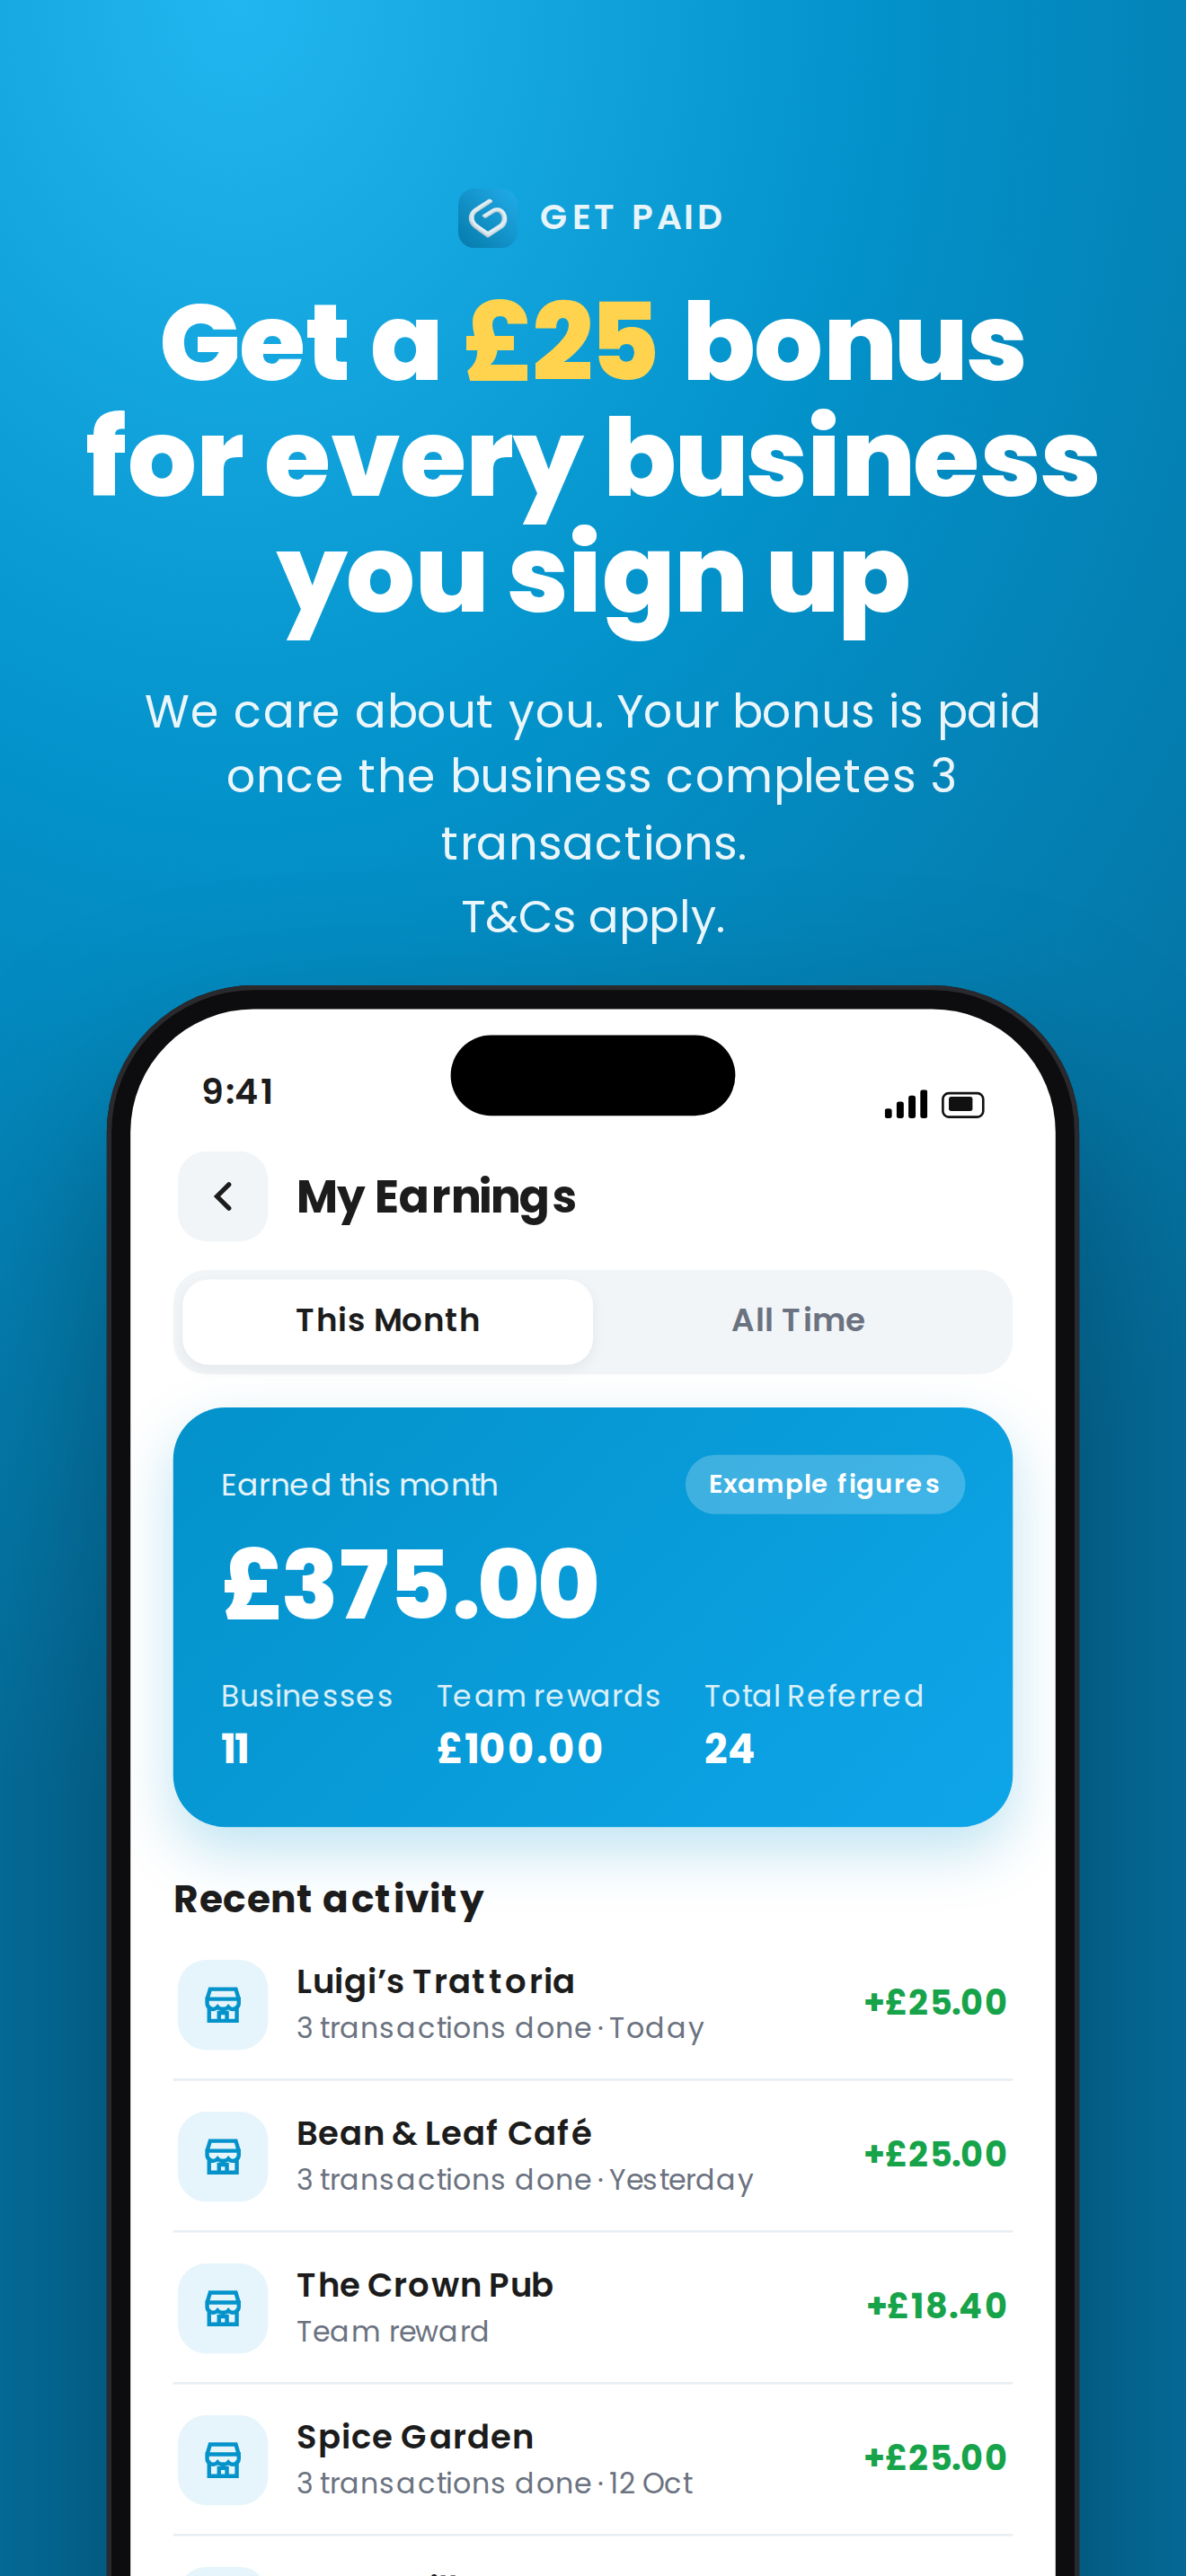 GET PAID
Get a £25 bonus
for every business
you sign up
We care about you. Your bonus is paid
once the business completes 3
transactions.
T&Cs apply.
9:41
My Earnings
This Month
All Time
Earned this month
Example figures
£375.00
Businesses
Team rewards
Total Referred
11
£100.00
24
Recent activity
Luigi’s Trattoria
3 transactions done · Today
+£25.00
Bean & Leaf Café
3 transactions done · Yesterday
+£25.00
The Crown Pub
Team reward
+£18.40
Spice Garden
3 transactions done · 12 Oct
+£25.00